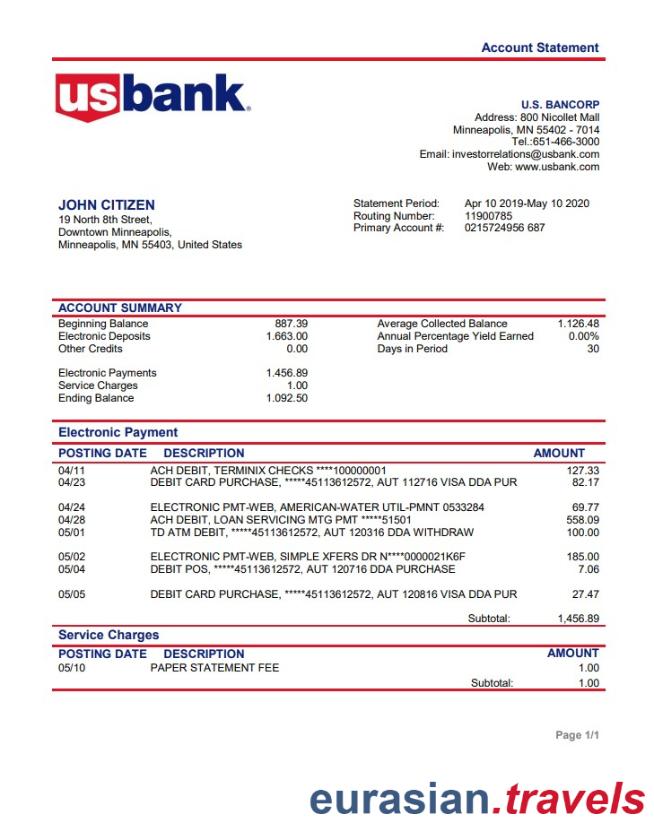 Account Statement
usbank.
U.S. BANCORP
Address: 800 Nicollet Mall
Minneapolis, MN 55402 - 7014
Tel.:651-466-3000
Email: investorrelations@usbank.com
Web: www.usbank.com
JOHN CITIZEN
19 North 8th Street,
Downtown Minneapolis,
Minneapolis, MN 55403, United States
Statement Period: Apr 10 2019-May 10 2020
Routing Number: 11900785
Primary Account #: 0215724956 687
ACCOUNT SUMMARY
Beginning Balance 887.39 Average Collected Balance 1.126.48
Electronic Deposits 1.663.00 Annual Percentage Yield Earned 0.00%
Other Credits 0.00 Days in Period 30
Electronic Payments 1.456.89
Service Charges 1.00
Ending Balance 1.092.50
Electronic Payment
POSTING DATE DESCRIPTION AMOUNT
04/11 ACH DEBIT, TERMINIX CHECKS ****100000001 127.33
04/23 DEBIT CARD PURCHASE, *****45113612572, AUT 112716 VISA DDA PUR 82.17
04/24 ELECTRONIC PMT-WEB, AMERICAN-WATER UTIL-PMNT 0533284 69.77
04/28 ACH DEBIT, LOAN SERVICING MTG PMT *****51501 558.09
05/01 TD ATM DEBIT, *****45113612572, AUT 120316 DDA WITHDRAW 100.00
05/02 ELECTRONIC PMT-WEB, SIMPLE XFERS DR N****0000021K6F 185.00
05/04 DEBIT POS, *****45113612572, AUT 120716 DDA PURCHASE 7.06
05/05 DEBIT CARD PURCHASE, *****45113612572, AUT 120816 VISA DDA PUR 27.47
Subtotal: 1,456.89
Service Charges
POSTING DATE DESCRIPTION AMOUNT
05/10 PAPER STATEMENT FEE 1.00
Subtotal: 1.00
Page 1/1
eurasian.travels